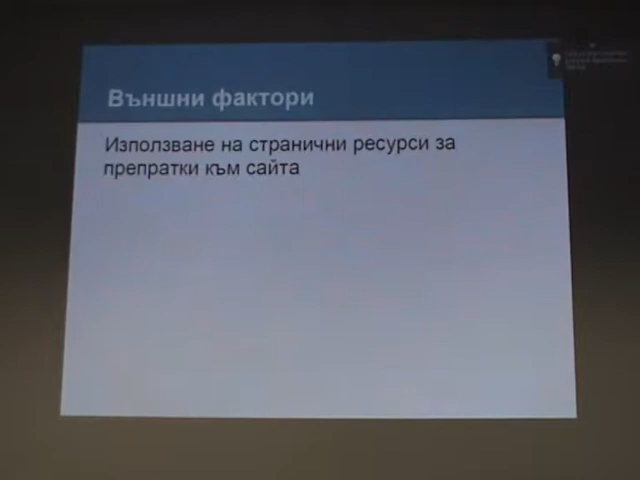 Външни фактори
Използване на странични ресурси за
препратки към сайта